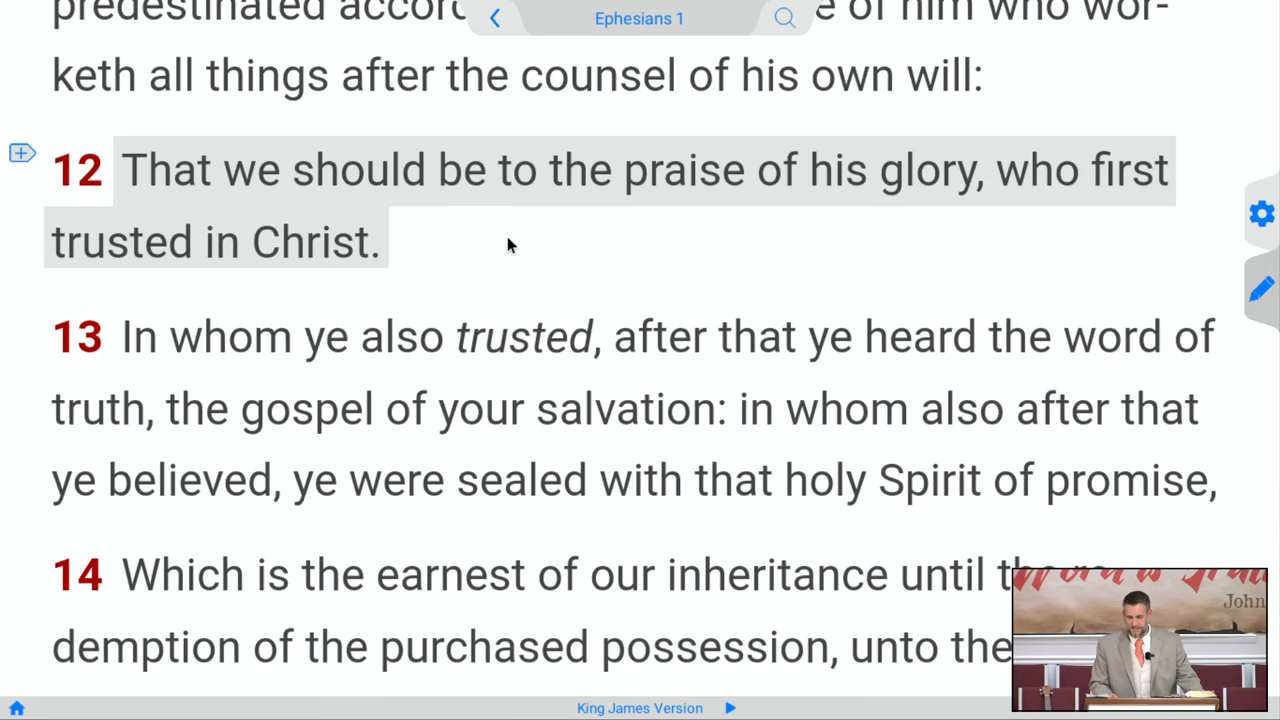 predestinated accor
Ephesians 1
e of him who wor-
keth all things after the counsel of his own will:
12 That we should be to the praise of his glory, who first
trusted in Christ.
13 In whom ye also trusted, after that ye heard the word of
truth, the gospel of your salvation: in whom also after that
ye believed, ye were sealed with that holy Spirit of promise,
14 Which is the earnest of our inheritance until
demption of the purchased possession, unto the
Word is
John
King James Version